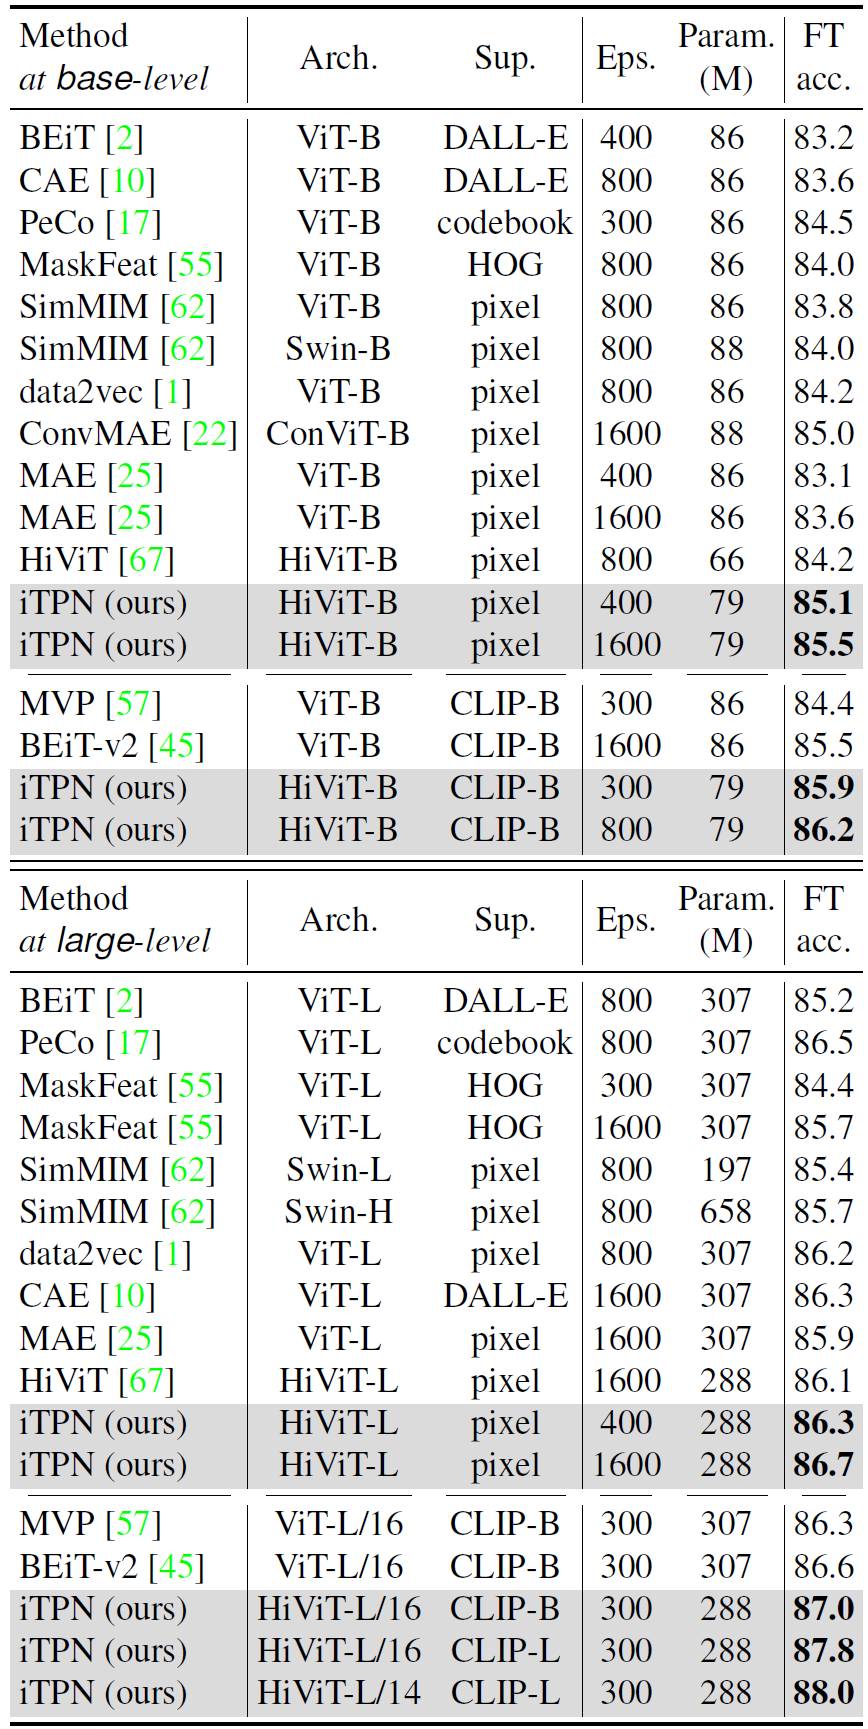 Method at base-level Arch. Sup. Eps. Param. (M) FT acc.
BEiT [2] ViT-B DALL-E 400 86 83.2
CAE [10] ViT-B DALL-E 800 86 83.6
PeCo [17] ViT-B codebook 300 86 84.5
MaskFeat [55] ViT-B HOG 800 86 84.0
SimMIM [62] ViT-B pixel 800 86 83.8
SimMIM [62] Swin-B pixel 800 88 84.0
data2vec [1] ViT-B pixel 800 86 84.2
ConvMAE [22] ConViT-B pixel 1600 88 85.0
MAE [25] ViT-B pixel 400 86 83.1
MAE [25] ViT-B pixel 1600 86 83.6
HiViT [67] HiViT-B pixel 800 66 84.2
iTPN (ours) HiViT-B pixel 400 79 85.1
iTPN (ours) HiViT-B pixel 1600 79 85.5
MVP [57] ViT-B CLIP-B 300 86 84.4
BEiT-v2 [45] ViT-B CLIP-B 1600 86 85.5
iTPN (ours) HiViT-B CLIP-B 300 79 85.9
iTPN (ours) HiViT-B CLIP-B 800 79 86.2
Method at large-level Arch. Sup. Eps. Param. (M) FT acc.
BEiT [2] ViT-L DALL-E 800 307 85.2
PeCo [17] ViT-L codebook 800 307 86.5
MaskFeat [55] ViT-L HOG 300 307 84.4
MaskFeat [55] ViT-L HOG 1600 307 85.7
SimMIM [62] Swin-L pixel 800 197 85.4
SimMIM [62] Swin-H pixel 800 658 85.7
data2vec [1] ViT-L pixel 800 307 86.2
CAE [10] ViT-L DALL-E 1600 307 86.3
MAE [25] ViT-L pixel 1600 307 85.9
HiViT [67] HiViT-L pixel 1600 288 86.1
iTPN (ours) HiViT-L pixel 400 288 86.3
iTPN (ours) HiViT-L pixel 1600 288 86.7
MVP [57] ViT-L/16 CLIP-B 300 307 86.3
BEiT-v2 [45] ViT-L/16 CLIP-B 300 307 86.6
iTPN (ours) HiViT-L/16 CLIP-B 300 288 87.0
iTPN (ours) HiViT-L/16 CLIP-L 300 288 87.8
iTPN (ours) HiViT-L/14 CLIP-L 300 288 88.0